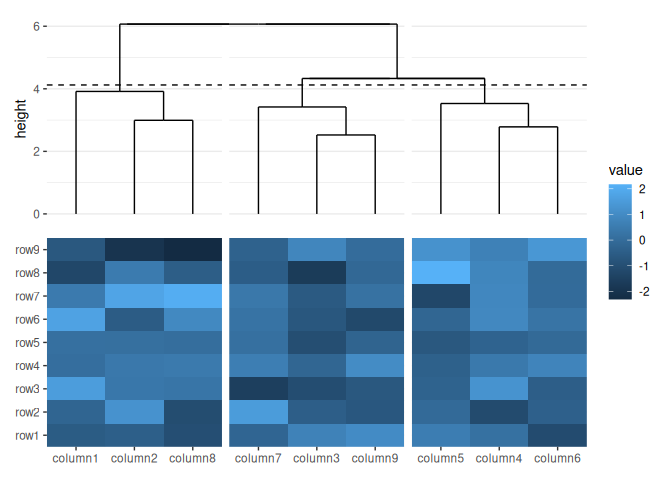 height
6
4
2
0
row9
row8
row7
row6
row5
row4
row3
row2
row1
column1 column2 column8 column7 column3 column9 column5 column4 column6
value
2
1
0
-1
-2